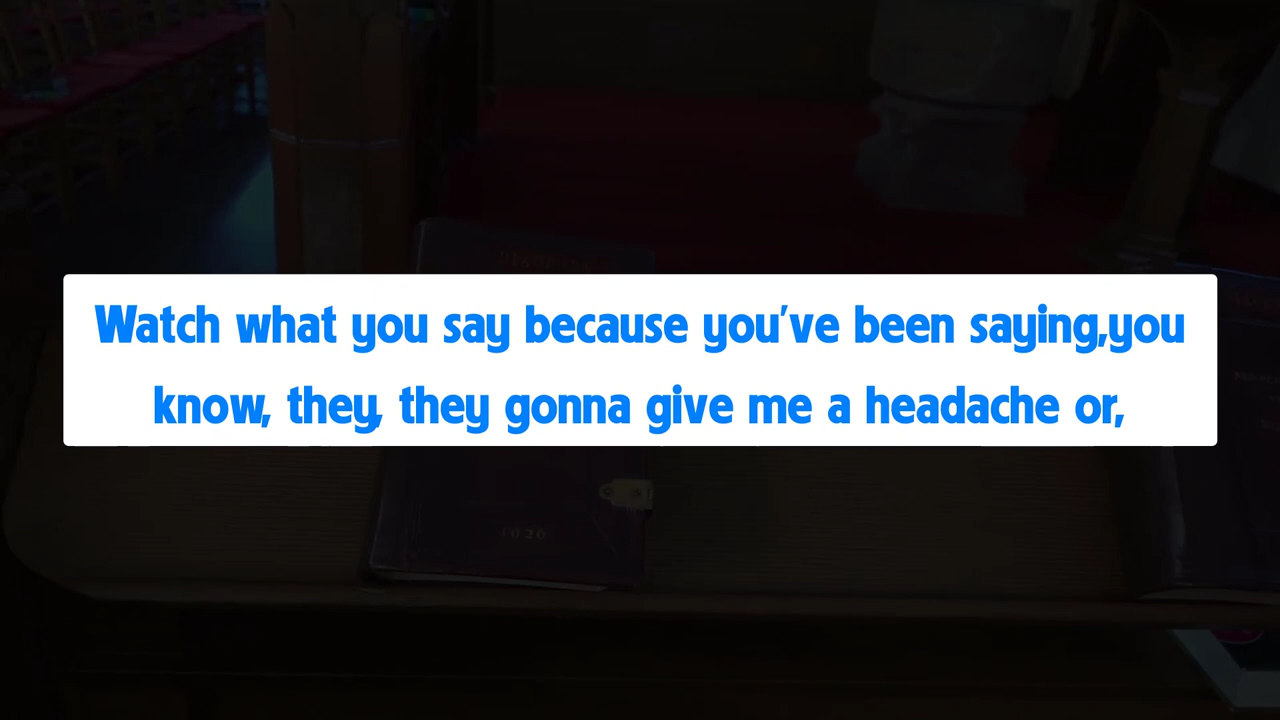 Watch what you say because you've been saying,you
know, they, they gonna give me a headache or,